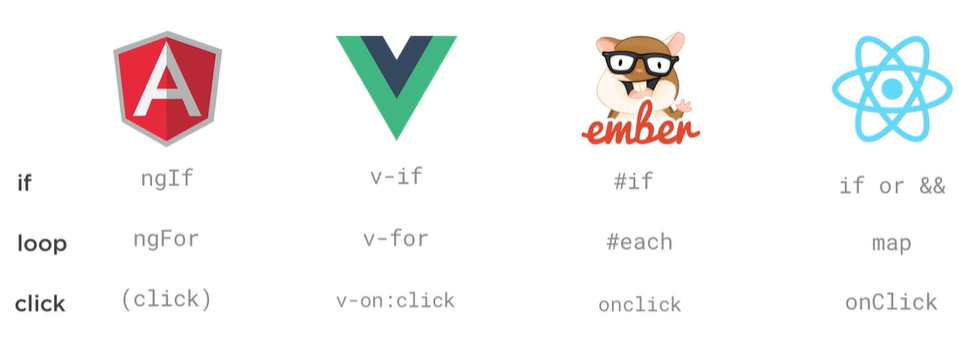 A
ember
if ngIf v-if #if if or &&
loop ngFor v-for #each map
click (click) v-on:click onclick onClick